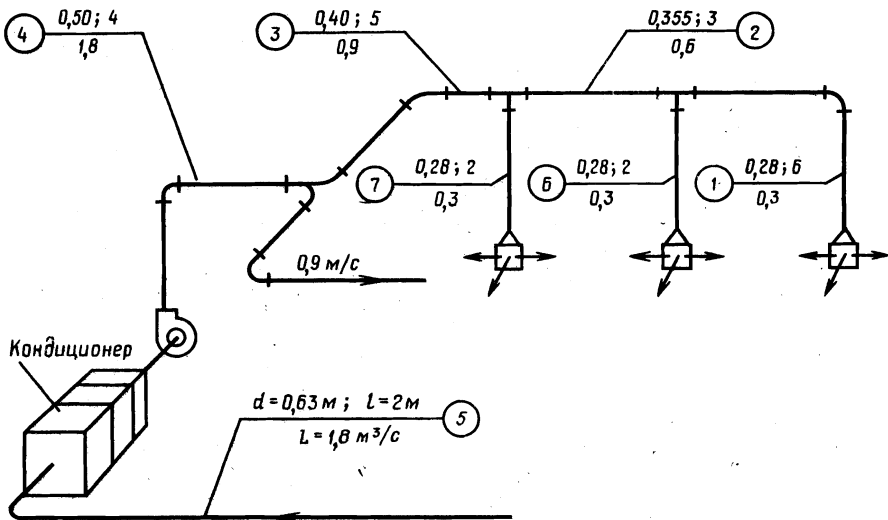 4 0,50; 4
1,8
3 0,40; 5
0,9
0,355; 3 2
0,6
7 0,28; 2
0,3
6 0,28; 2
0,3
1 0,28; 6
0,3
0,9 м/с
Кондиционер
d=0,63 м; l=2м
L=1,8 м³/с 5